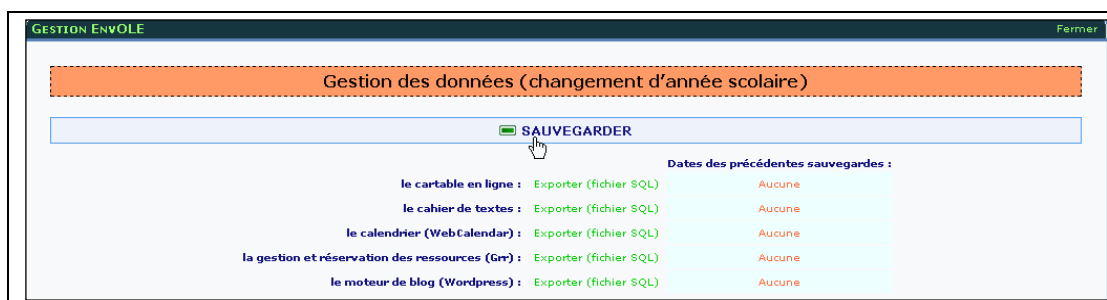 GESTION ENVOLE Fermer
Gestion des données (changement d'année scolaire)
SAUVEGARDER
Dates des précédentes sauvegardes :
le cartable en ligne : Exporter (fichier SQL) Aucune
le cahier de textes : Exporter (fichier SQL) Aucune
le calendrier (WebCalendar) : Exporter (fichier SQL) Aucune
la gestion et réservation des ressources (Grr) : Exporter (fichier SQL) Aucune
le moteur de blog (Wordpress) : Exporter (fichier SQL) Aucune